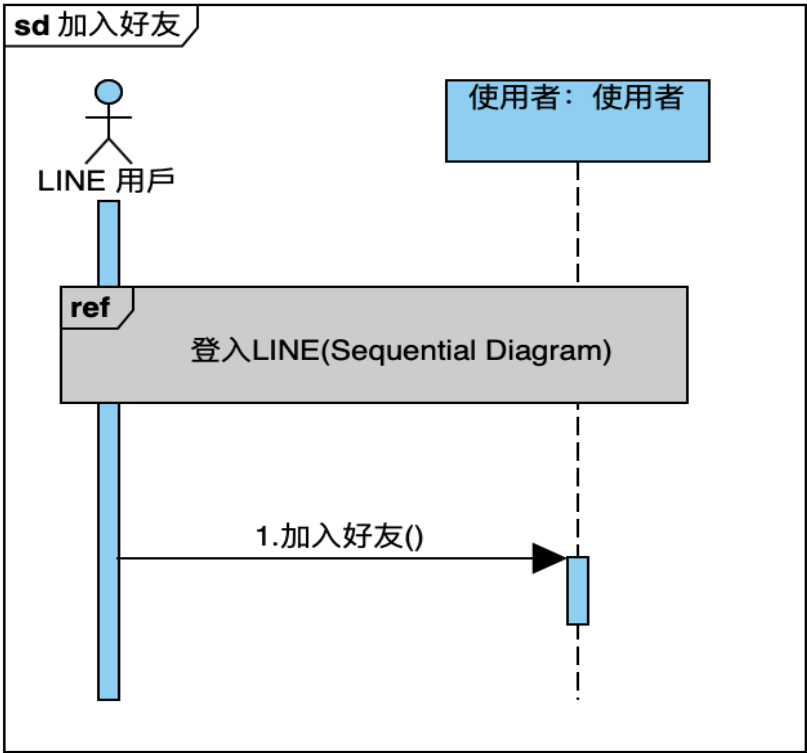 sd 加入好友
使用者：使用者
LINE 用戶
ref
登入LINE(Sequential Diagram)
1.加入好友()